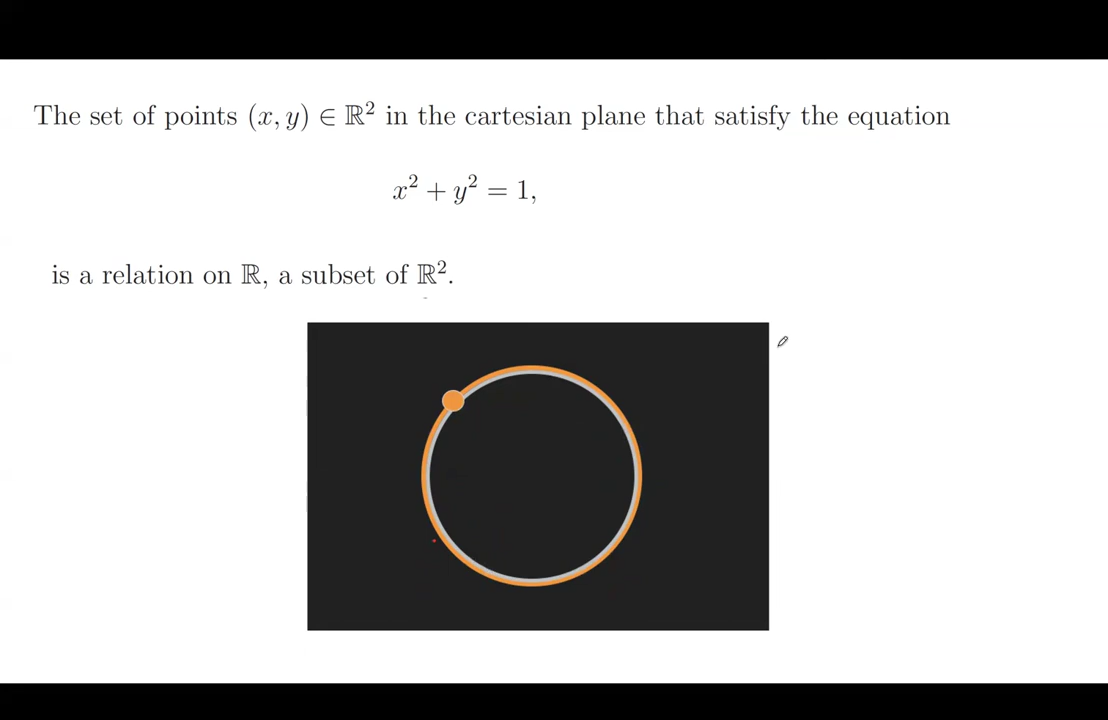 The set of points (x, y) ∈ ℝ² in the cartesian plane that satisfy the equation
x² + y² = 1,
is a relation on ℝ, a subset of ℝ².